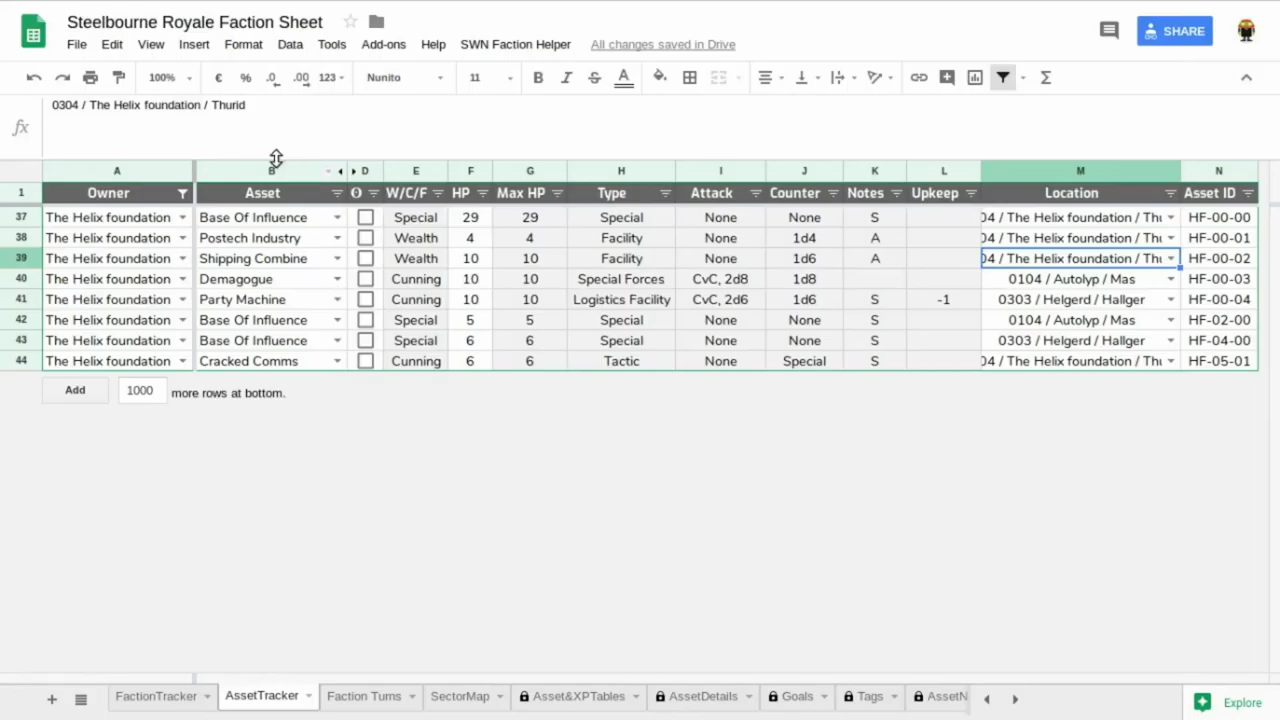 Steelbourne Royale Faction Sheet
File Edit View Insert Format Data Tools Add-ons Help SWN Faction Helper All changes saved in Drive
SHARE
100% € % .0 .00 123 Nunito 11 B I S A Σ
fx 0304 / The Helix foundation / Thurid
A B D E F G H I J K L M N
1 Owner Asset W/C/F HP Max HP Type Attack Counter Notes Upkeep Location Asset ID
37 The Helix foundation Base Of Influence Special 29 29 Special None None S 04 / The Helix foundation / Thu HF-00-00
38 The Helix foundation Postech Industry Wealth 4 4 Facility None 1d4 A 04 / The Helix foundation / Thu HF-00-01
39 The Helix foundation Shipping Combine Wealth 10 10 Facility None 1d6 A 04 / The Helix foundation / Thu HF-00-02
40 The Helix foundation Demagogue Cunning 10 10 Special Forces CvC, 2d8 1d8 0104 / Autolyp / Mas HF-00-03
41 The Helix foundation Party Machine Cunning 10 10 Logistics Facility CvC, 2d6 1d6 S -1 0303 / Helgerd / Hallger HF-00-04
42 The Helix foundation Base Of Influence Special 5 5 Special None None S 0104 / Autolyp / Mas HF-02-00
43 The Helix foundation Base Of Influence Special 6 6 Special None None S 0303 / Helgerd / Hallger HF-04-00
44 The Helix foundation Cracked Comms Cunning 6 6 Tactic None Special S 04 / The Helix foundation / Thu HF-05-01
Add 1000 more rows at bottom.
FactionTracker AssetTracker Faction Turns SectorMap Asset&XPTables AssetDetails Goals Tags AssetN Explore